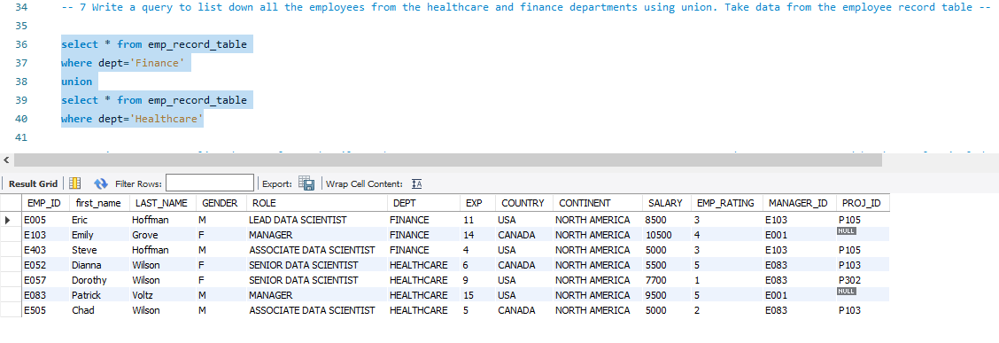 34 -- 7 Write a query to list down all the employees from the healthcare and finance departments using union. Take data from the employee record table --
35
36 select * from emp_record_table
37 where dept='Finance'
38 union
39 select * from emp_record_table
40 where dept='Healthcare'
41
Result Grid Filter Rows: Export: Wrap Cell Content: IA
EMP_ID first_name LAST_NAME GENDER ROLE DEPT EXP COUNTRY CONTINENT SALARY EMP_RATING MANAGER_ID PROJ_ID
E005 Eric Hoffman M LEAD DATA SCIENTIST FINANCE 11 USA NORTH AMERICA 8500 3 E103 P105
E103 Emily Grove F MANAGER FINANCE 14 CANADA NORTH AMERICA 10500 4 E001 NULL
E403 Steve Hoffman M ASSOCIATE DATA SCIENTIST FINANCE 4 USA NORTH AMERICA 5000 3 E103 P105
E052 Dianna Wilson F SENIOR DATA SCIENTIST HEALTHCARE 6 CANADA NORTH AMERICA 5500 5 E083 P103
E057 Dorothy Wilson F SENIOR DATA SCIENTIST HEALTHCARE 9 USA NORTH AMERICA 7700 1 E083 P302
E083 Patrick Voltz M MANAGER HEALTHCARE 15 USA NORTH AMERICA 9500 5 E001 NULL
E505 Chad Wilson M ASSOCIATE DATA SCIENTIST HEALTHCARE 5 CANADA NORTH AMERICA 5000 2 E083 P103